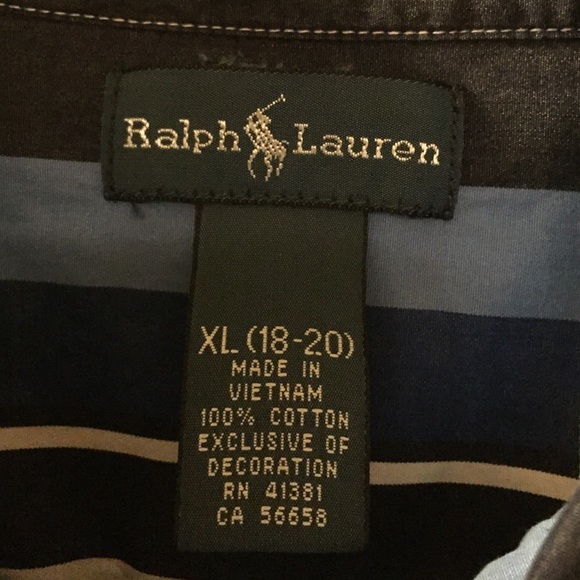 Ralph Lauren
XL (18-20)
MADE IN
VIETNAM
100% COTTON
EXCLUSIVE OF
DECORATION
RN 41381
CA 56658